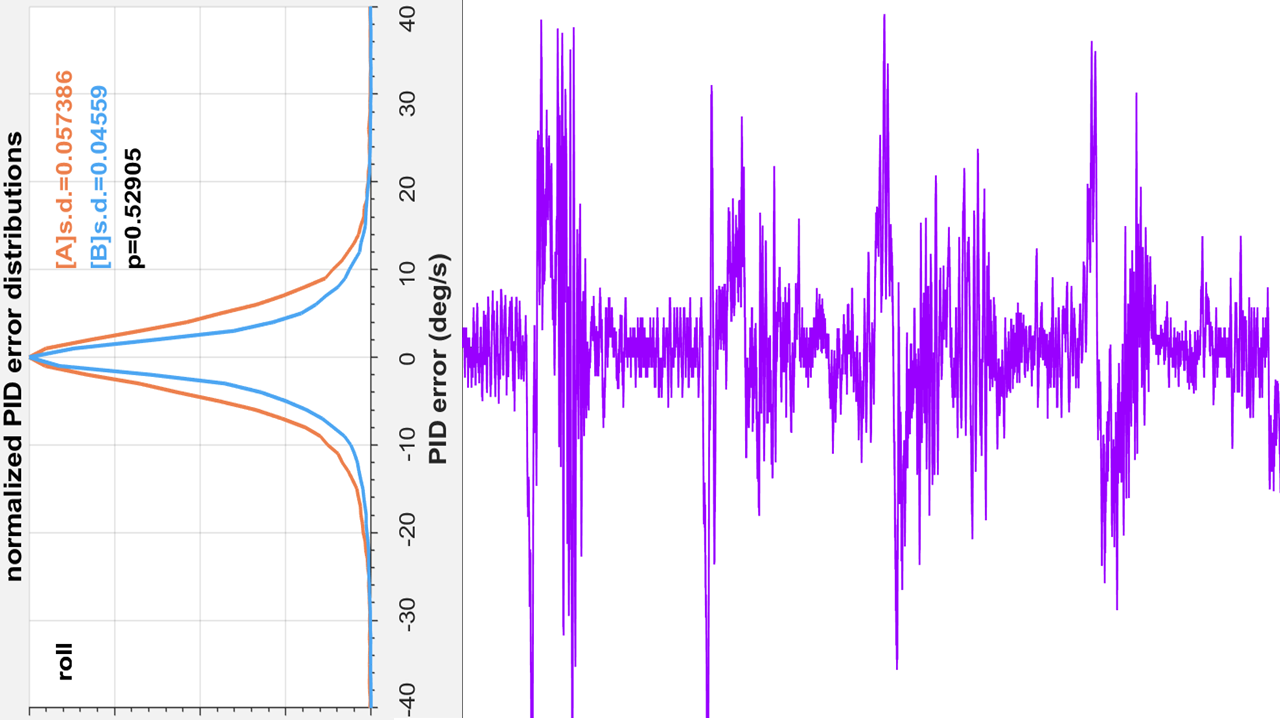 normalized PID error distributions
[A]s.d.=0.057386
[B]s.d.=0.04559
p=0.52905
roll
-40 -30 -20 -10 0 10 20 30 40
PID error (deg/s)